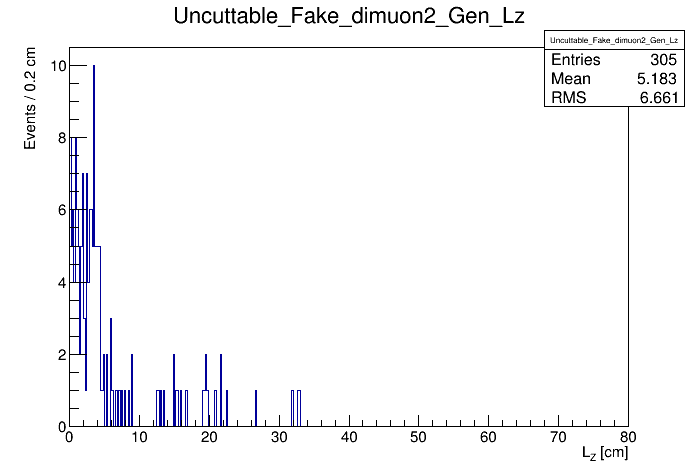 Uncuttable_Fake_dimuon2_Gen_Lz
Uncuttable_Fake_dimuon2_Gen_Lz
Entries 305
Mean 5.183
RMS 6.661
Events / 0.2 cm
10
8
6
4
2
0
0 10 20 30 40 50 60 70 80
L_Z [cm]